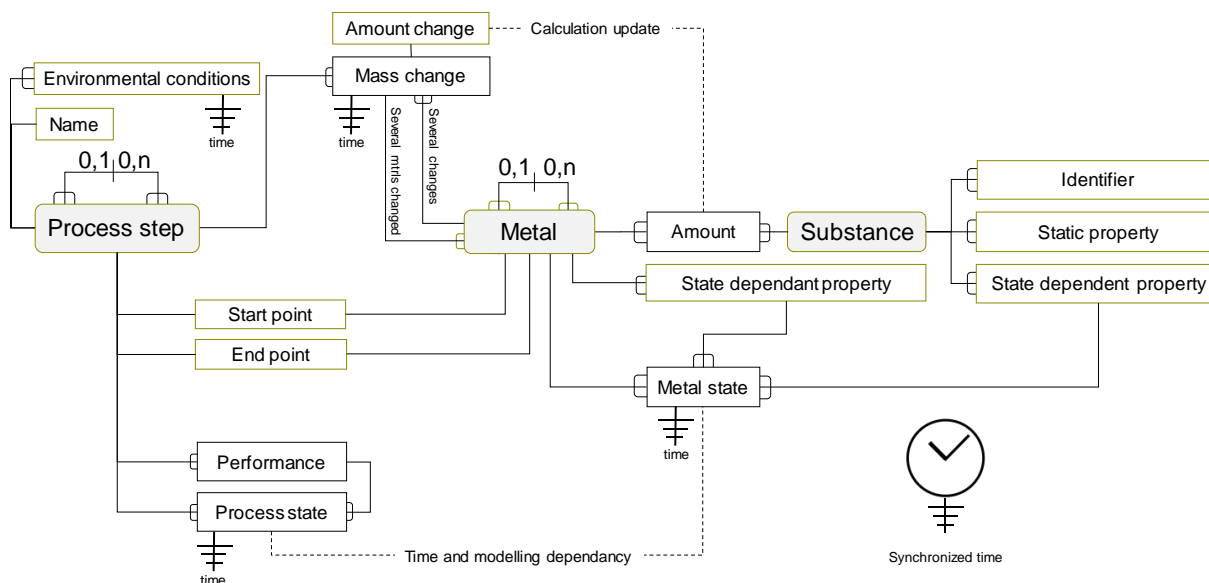 Amount change
Calculation update
Environmental conditions
Mass change
time
time
Name
Several mtrls changed
Several changes
0,1 0,n
0,1 0,n
Process step
Metal
Amount
Substance
Identifier
Static property
State dependent property
State dependant property
Start point
End point
Metal state
time
Performance
Process state
time
Time and modelling dependancy
Synchronized time